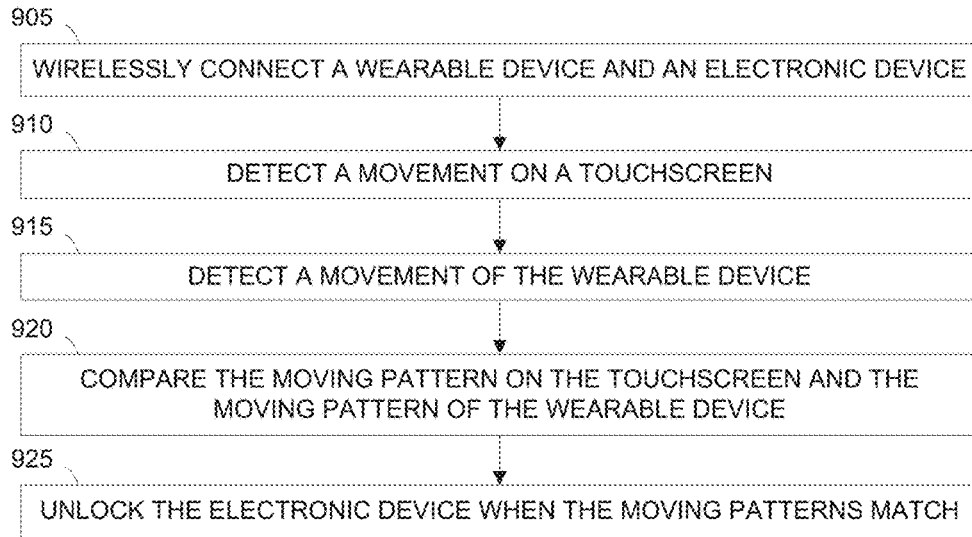 905
WIRELESSLY CONNECT A WEARABLE DEVICE AND AN ELECTRONIC DEVICE
910
DETECT A MOVEMENT ON A TOUCHSCREEN
915
DETECT A MOVEMENT OF THE WEARABLE DEVICE
920
COMPARE THE MOVING PATTERN ON THE TOUCHSCREEN AND THE
MOVING PATTERN OF THE WEARABLE DEVICE
925
UNLOCK THE ELECTRONIC DEVICE WHEN THE MOVING PATTERNS MATCH